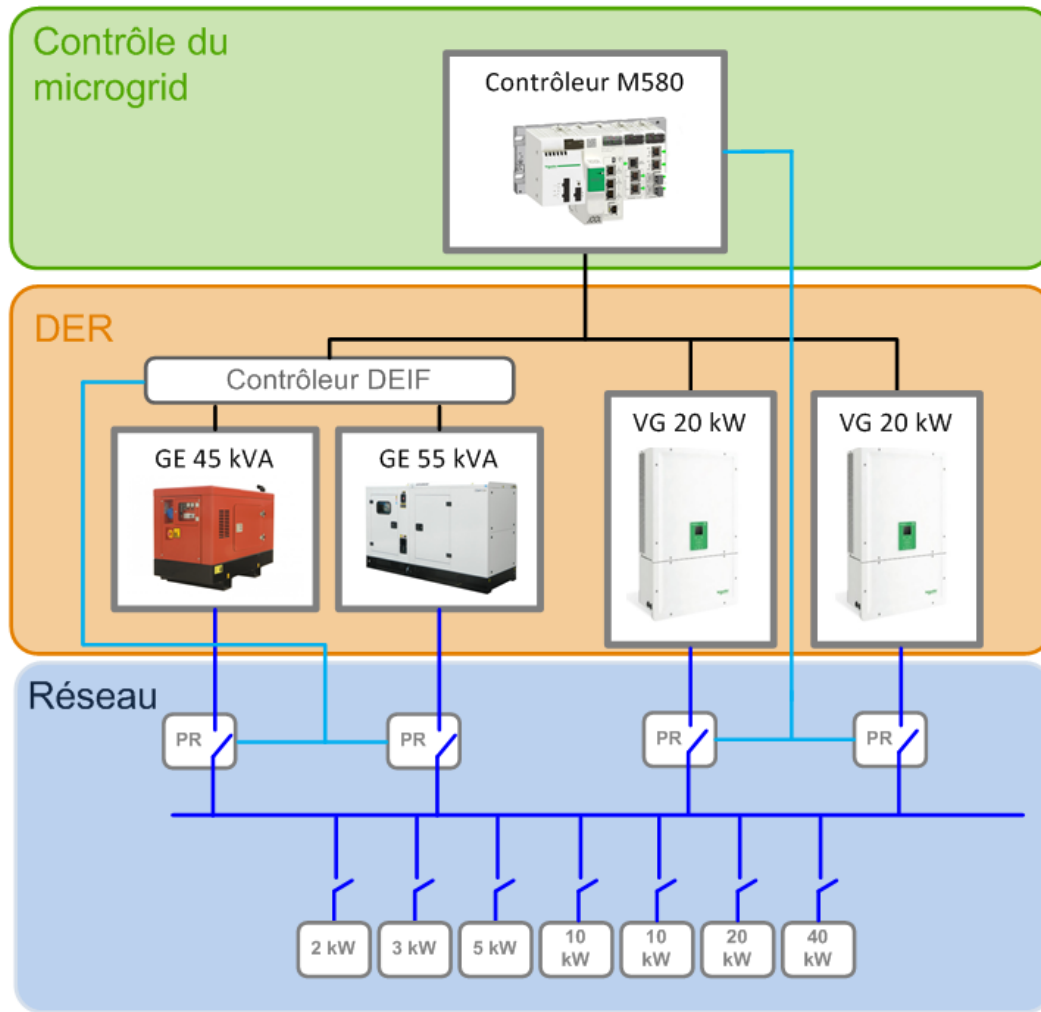 Contrôle du
microgrid
Contrôleur M580
DER
Contrôleur DEIF
GE 45 kVA
GE 55 kVA
VG 20 kW
VG 20 kW
Réseau
PR
PR
PR
PR
2 kW
3 kW
5 kW
10
kW
10
kW
20
kW
40
kW